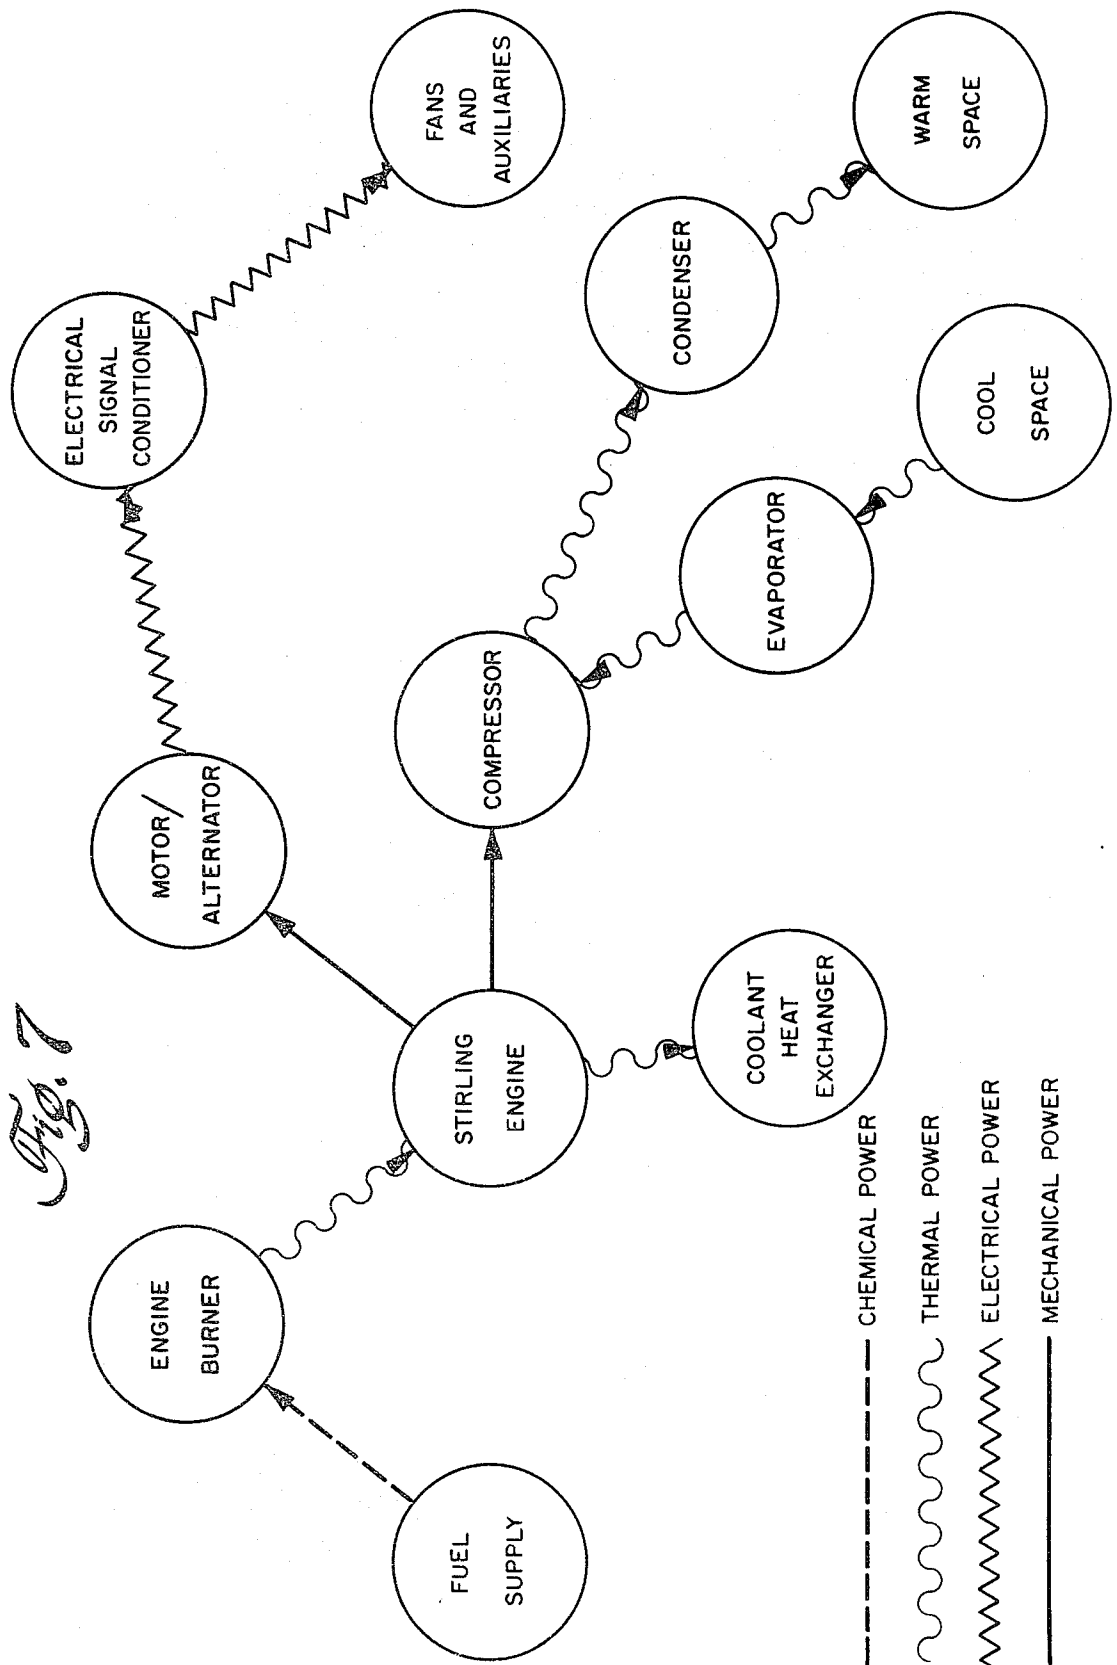 Fig. 7
FUEL
SUPPLY
ENGINE
BURNER
STIRLING
ENGINE
COOLANT
HEAT
EXCHANGER
MOTOR/
ALTERNATOR
COMPRESSOR
ELECTRICAL
SIGNAL
CONDITIONER
EVAPORATOR
CONDENSER
FANS
AND
AUXILIARIES
COOL
SPACE
WARM
SPACE
CHEMICAL POWER
THERMAL POWER
ELECTRICAL POWER
MECHANICAL POWER